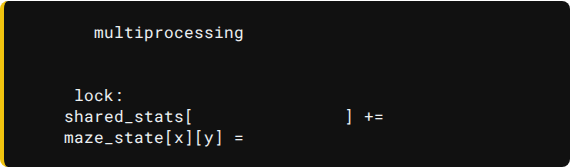 multiprocessing
lock:
shared_stats[ ] +=
maze_state[x][y] =